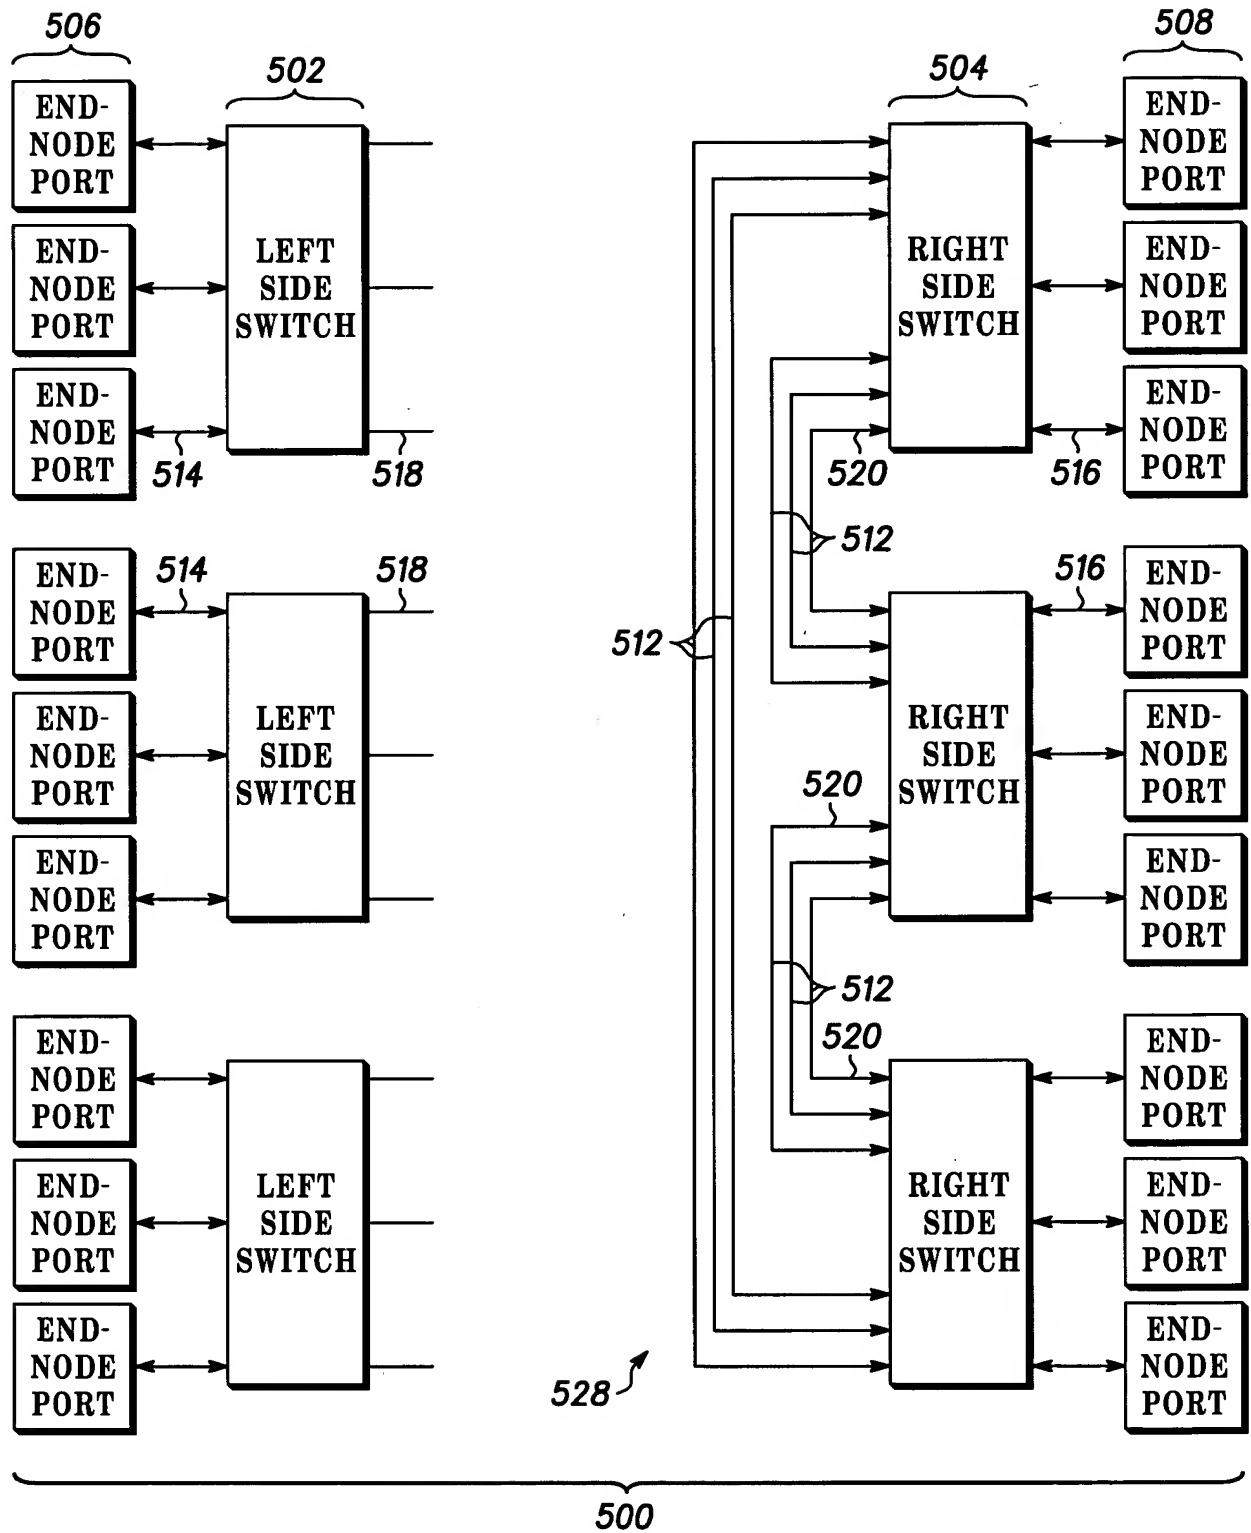 506
508
502
504
END-
NODE
PORT
END-
NODE
PORT
END-
NODE
PORT
LEFT
SIDE
SWITCH
514
518
RIGHT
SIDE
SWITCH
520
516
END-
NODE
PORT
END-
NODE
PORT
END-
NODE
PORT
512
512
END-
NODE
PORT
END-
NODE
PORT
END-
NODE
PORT
514
518
LEFT
SIDE
SWITCH
516
RIGHT
SIDE
SWITCH
520
END-
NODE
PORT
END-
NODE
PORT
END-
NODE
PORT
512
520
END-
NODE
PORT
END-
NODE
PORT
END-
NODE
PORT
LEFT
SIDE
SWITCH
RIGHT
SIDE
SWITCH
END-
NODE
PORT
END-
NODE
PORT
END-
NODE
PORT
528
500